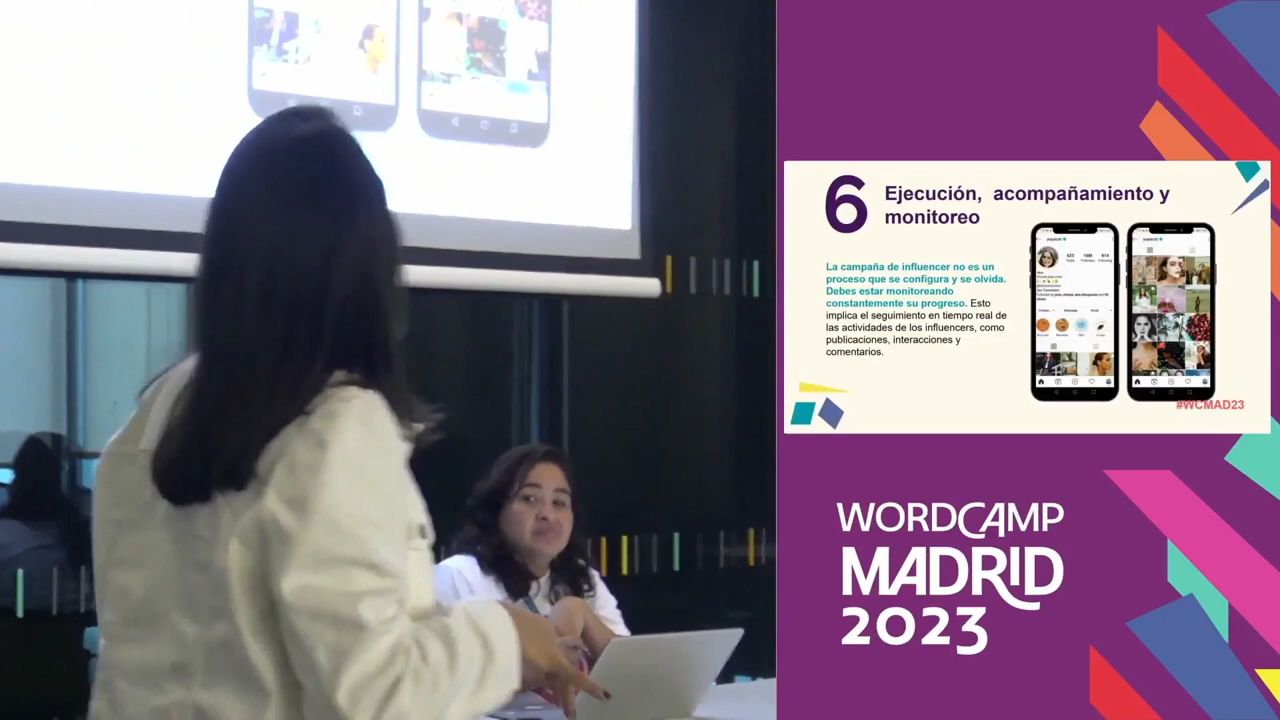 6
Ejecución, acompañamiento y
monitoreo
La campaña de influencer no es un
proceso que se configura y se olvida.
Debes estar monitoreando
constantemente su progreso. Esto
implica el seguimiento en tiempo real de
las actividades de los influencers, como
publicaciones, interacciones y
comentarios.
#WCMAD23
WORDCAMP
MADRID
2023